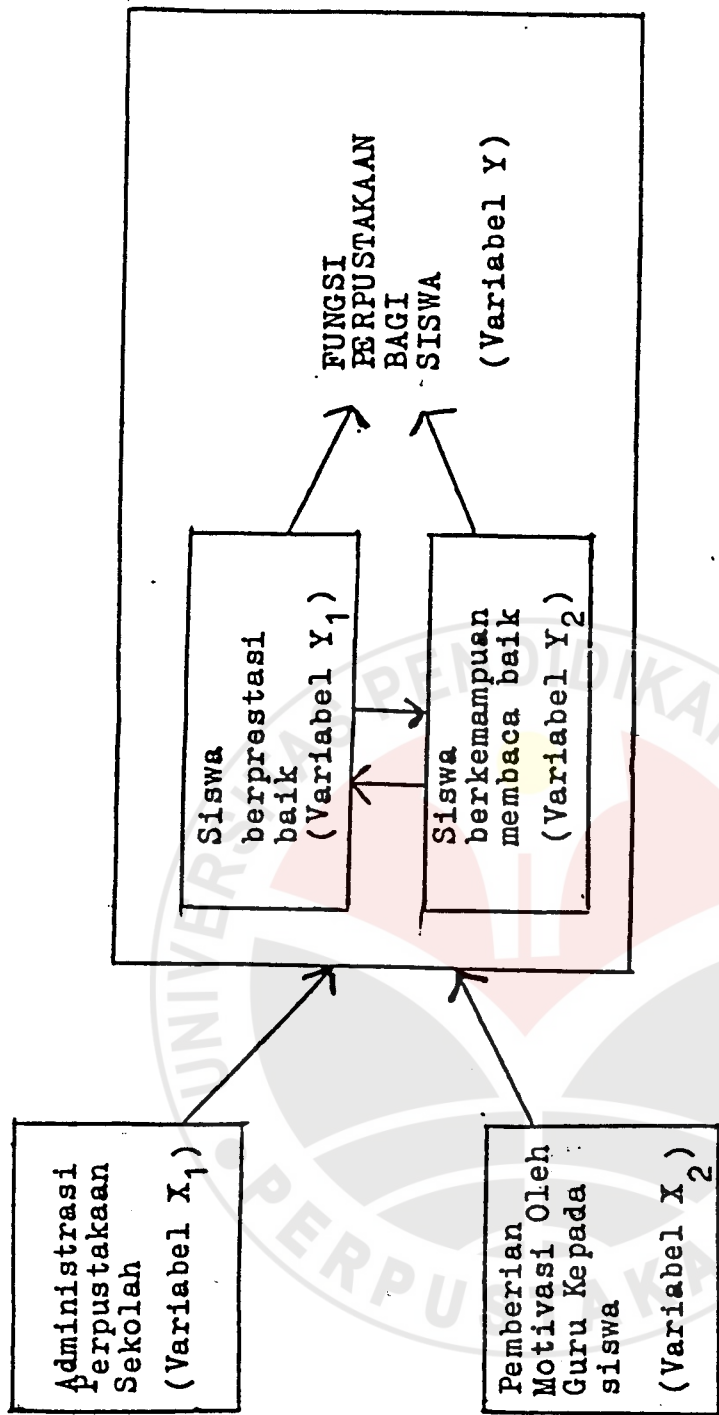 Administrasi
Perpustakaan
Sekolah
(Variabel X₁)
Pemberian
Motivasi Oleh
Guru Kepada
siswa
(Variabel X₂)
Siswa
berprestasi
baik
(Variabel Y₁)
Siswa
berkemampuan
membaca baik
(Variabel Y₂)
FUNGSI
PERPUSTAKAAN
BAGI
SISWA
(Variabel Y)